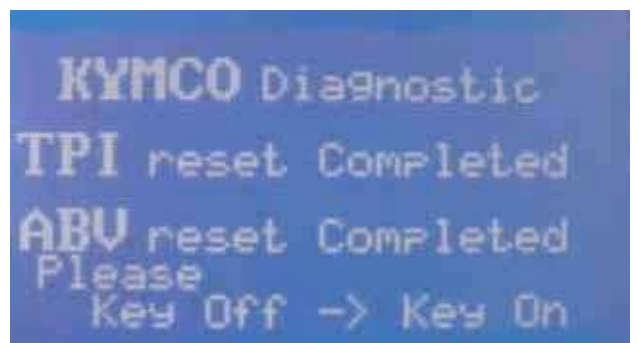 KYMCO Diagnostic
TPI reset Completed
ABV reset Completed
Please
Key Off -> Key On